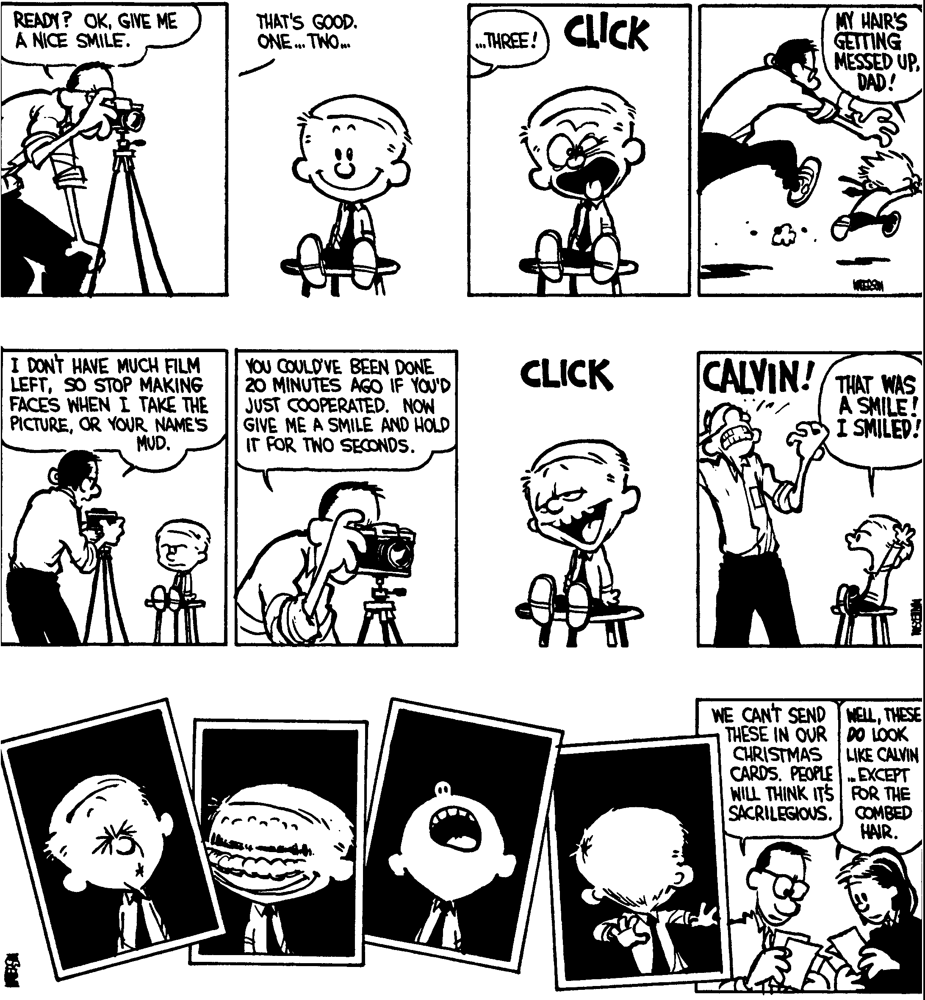 READY? OK, GIVE ME
A NICE SMILE.
THAT'S GOOD.
ONE... TWO...
...THREE!
CLICK
MY HAIR'S
GETTING
MESSED UP,
DAD!
WATTERSON
I DON'T HAVE MUCH FILM
LEFT, SO STOP MAKING
FACES WHEN I TAKE THE
PICTURE, OR YOUR NAME'S
MUD.
YOU COULD'VE BEEN DONE
20 MINUTES AGO IF YOU'D
JUST COOPERATED. NOW
GIVE ME A SMILE AND HOLD
IT FOR TWO SECONDS.
CLICK
CALVIN!
THAT WAS
A SMILE!
I SMILED!
WATTERSON
WE CAN'T SEND
THESE IN OUR
CHRISTMAS
CARDS. PEOPLE
WILL THINK IT'S
SACRILEGIOUS.
WELL, THESE
DO LOOK
LIKE CALVIN
... EXCEPT
FOR THE
COMBED
HAIR.
WATTERSON